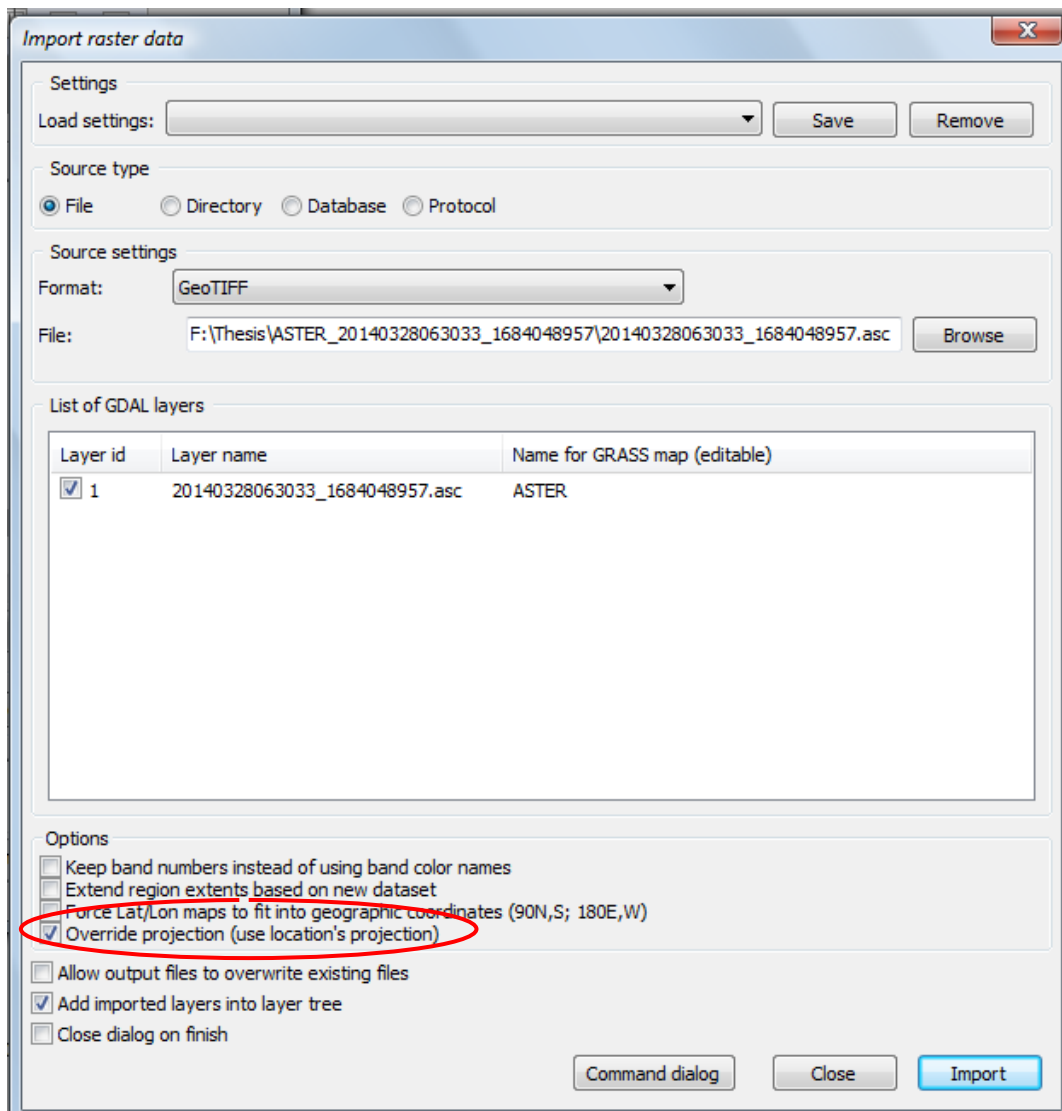 Import raster data
X
Settings
Load settings:
Save
Remove
Source type
File
Directory
Database
Protocol
Source settings
Format:
GeoTIFF
File:
F:\Thesis\ASTER_20140328063033_1684048957\20140328063033_1684048957.asc
Browse
List of GDAL layers
Layer id
Layer name
Name for GRASS map (editable)
1
20140328063033_1684048957.asc
ASTER
Options
Keep band numbers instead of using band color names
Extend region extents based on new dataset
Force Lat/Lon maps to fit into geographic coordinates (90N,S; 180E,W)
Override projection (use location's projection)
Allow output files to overwrite existing files
Add imported layers into layer tree
Close dialog on finish
Command dialog
Close
Import